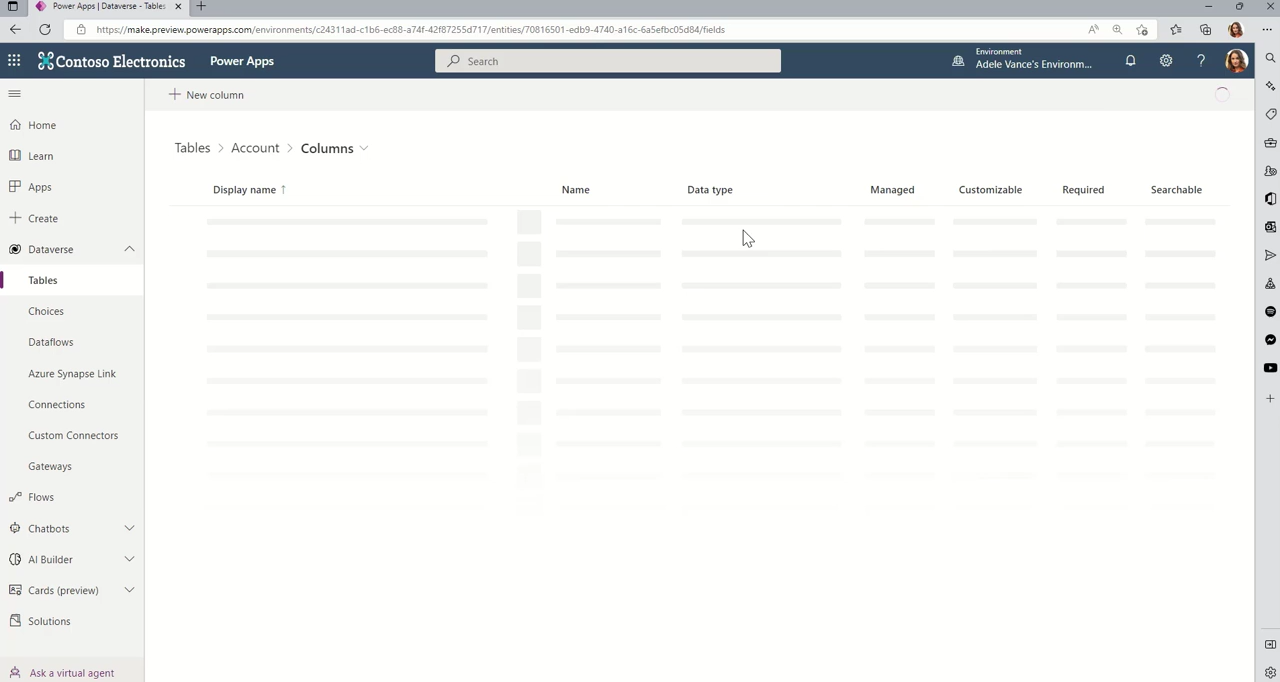 Power Apps | Dataverse - Tables
https://make.preview.powerapps.com/environments/c24311ad-c1b6-ec88-a74f-42f87255d717/entities/70816501-edb9-4740-a16c-6a5efbc05d84/fields
Contoso Electronics
Power Apps
Search
Environment
Adele Vance's Environm...
New column
Home
Learn
Apps
Create
Dataverse
Tables
Choices
Dataflows
Azure Synapse Link
Connections
Custom Connectors
Gateways
Flows
Chatbots
AI Builder
Cards (preview)
Solutions
Ask a virtual agent
Tables > Account > Columns
Display name ↑ Name Data type Managed Customizable Required Searchable